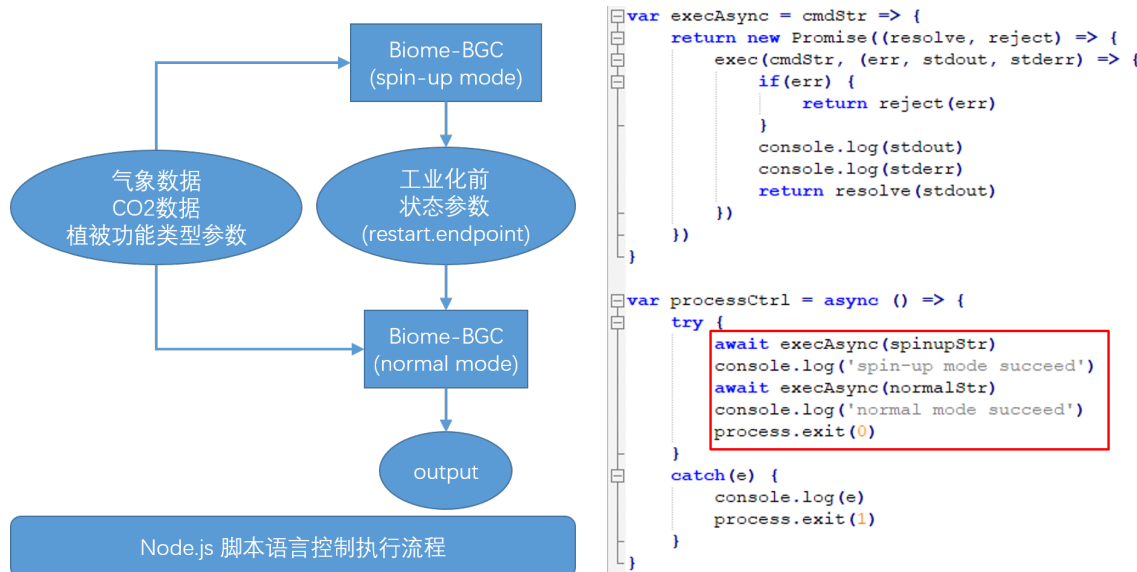 Biome-BGC
(spin-up mode)
气象数据
CO2数据
植被功能类型参数
工业化前
状态参数
(restart.endpoint)
Biome-BGC
(normal mode)
output
Node.js 脚本语言控制执行流程
var execAsync = cmdStr => {
return new Promise((resolve, reject) => {
exec(cmdStr, (err, stdout, stderr) => {
if(err) {
return reject(err)
}
console.log(stdout)
console.log(stderr)
return resolve(stdout)
})
})
}
var processCtrl = async () => {
try {
await execAsync(spinupStr)
console.log('spin-up mode succeed')
await execAsync(normalStr)
console.log('normal mode succeed')
process.exit(0)
}
catch(e) {
console.log(e)
process.exit(1)
}
}